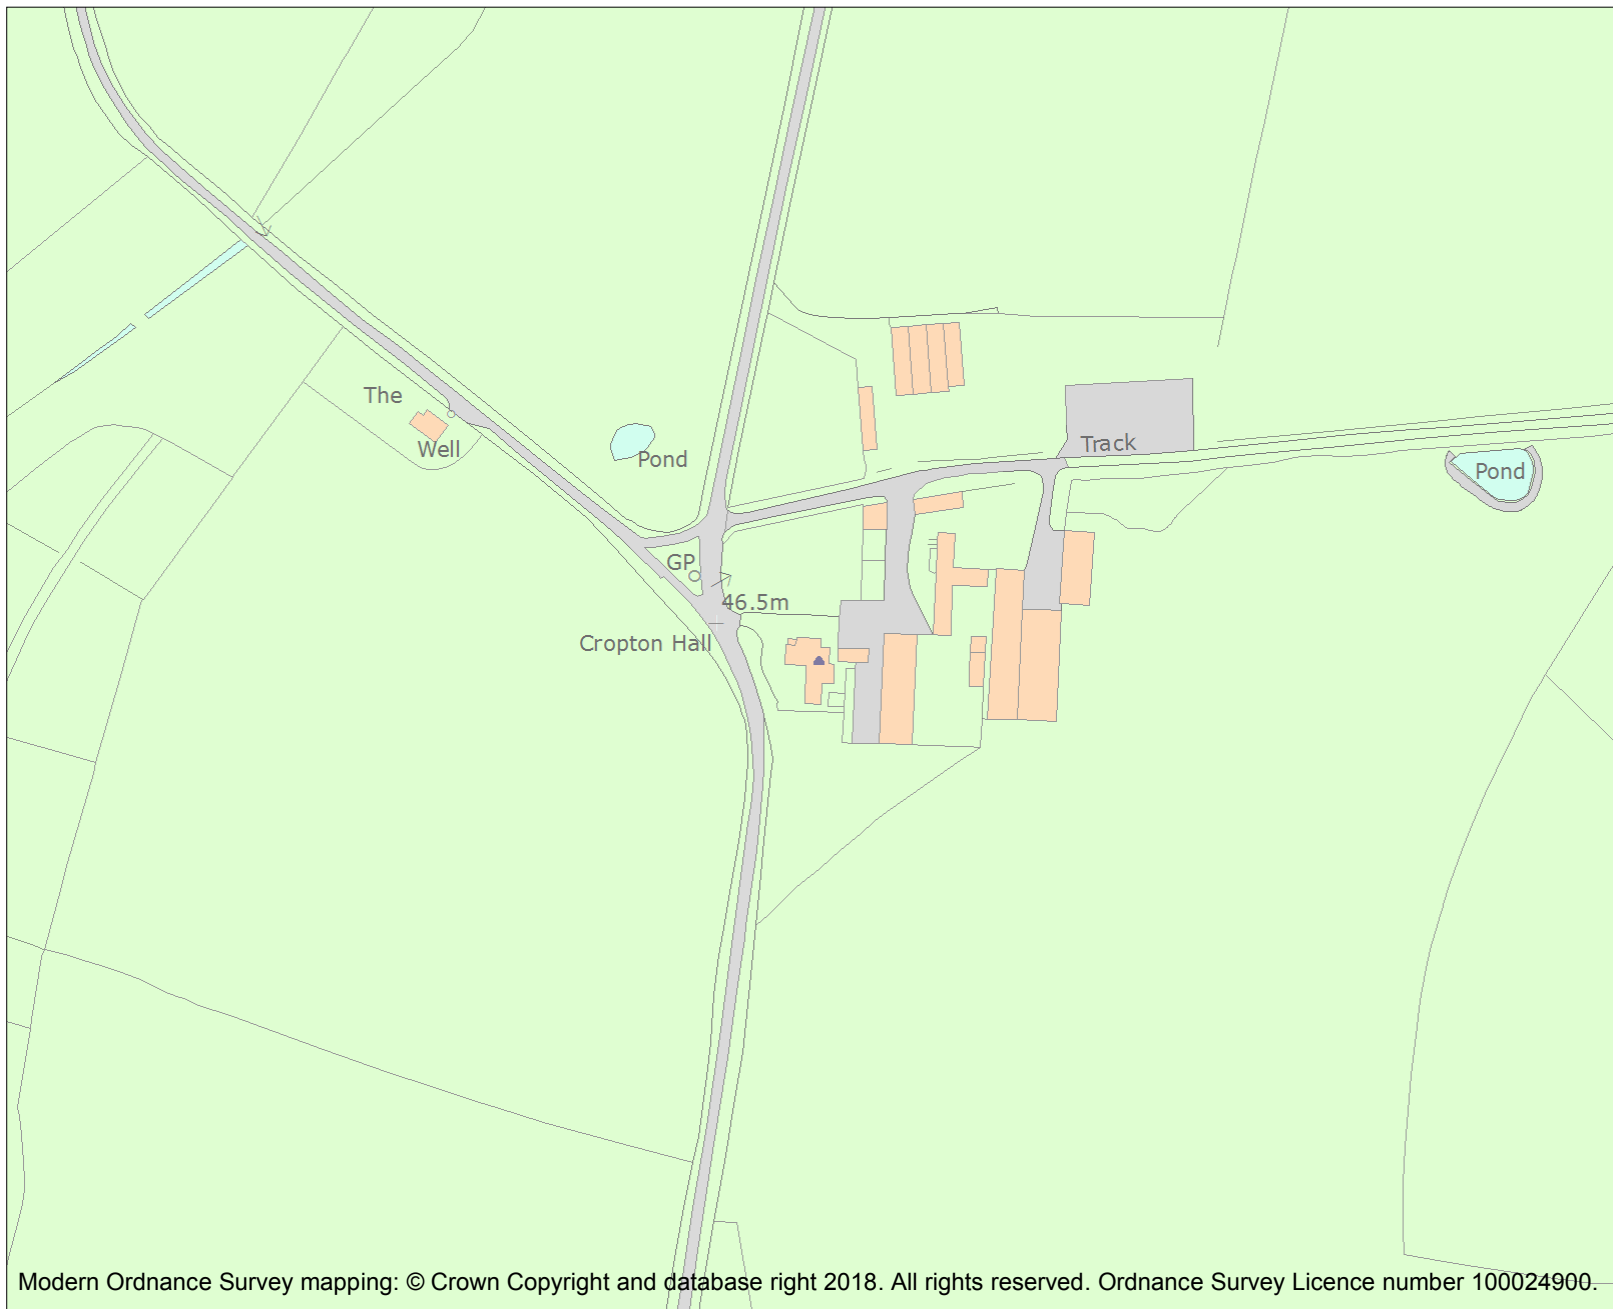 The
Well
Pond
Track
Pond
GP
46.5m
Cropton Hall
Modern Ordnance Survey mapping: © Crown Copyright and database right 2018. All rights reserved. Ordnance Survey Licence number 100024900.